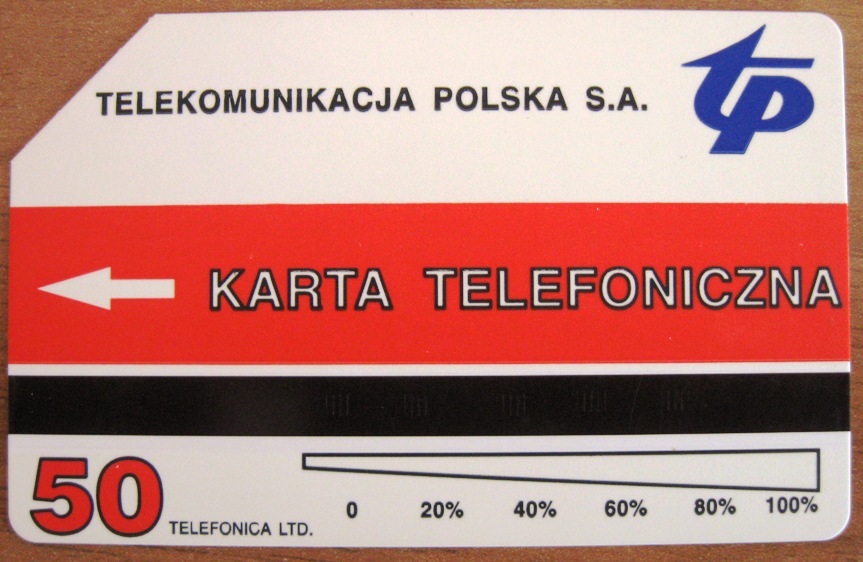 TELEKOMUNIKACJA POLSKA S.A.
tp
KARTA TELEFONICZNA
50
TELEFONICA LTD.
0 20% 40% 60% 80% 100%